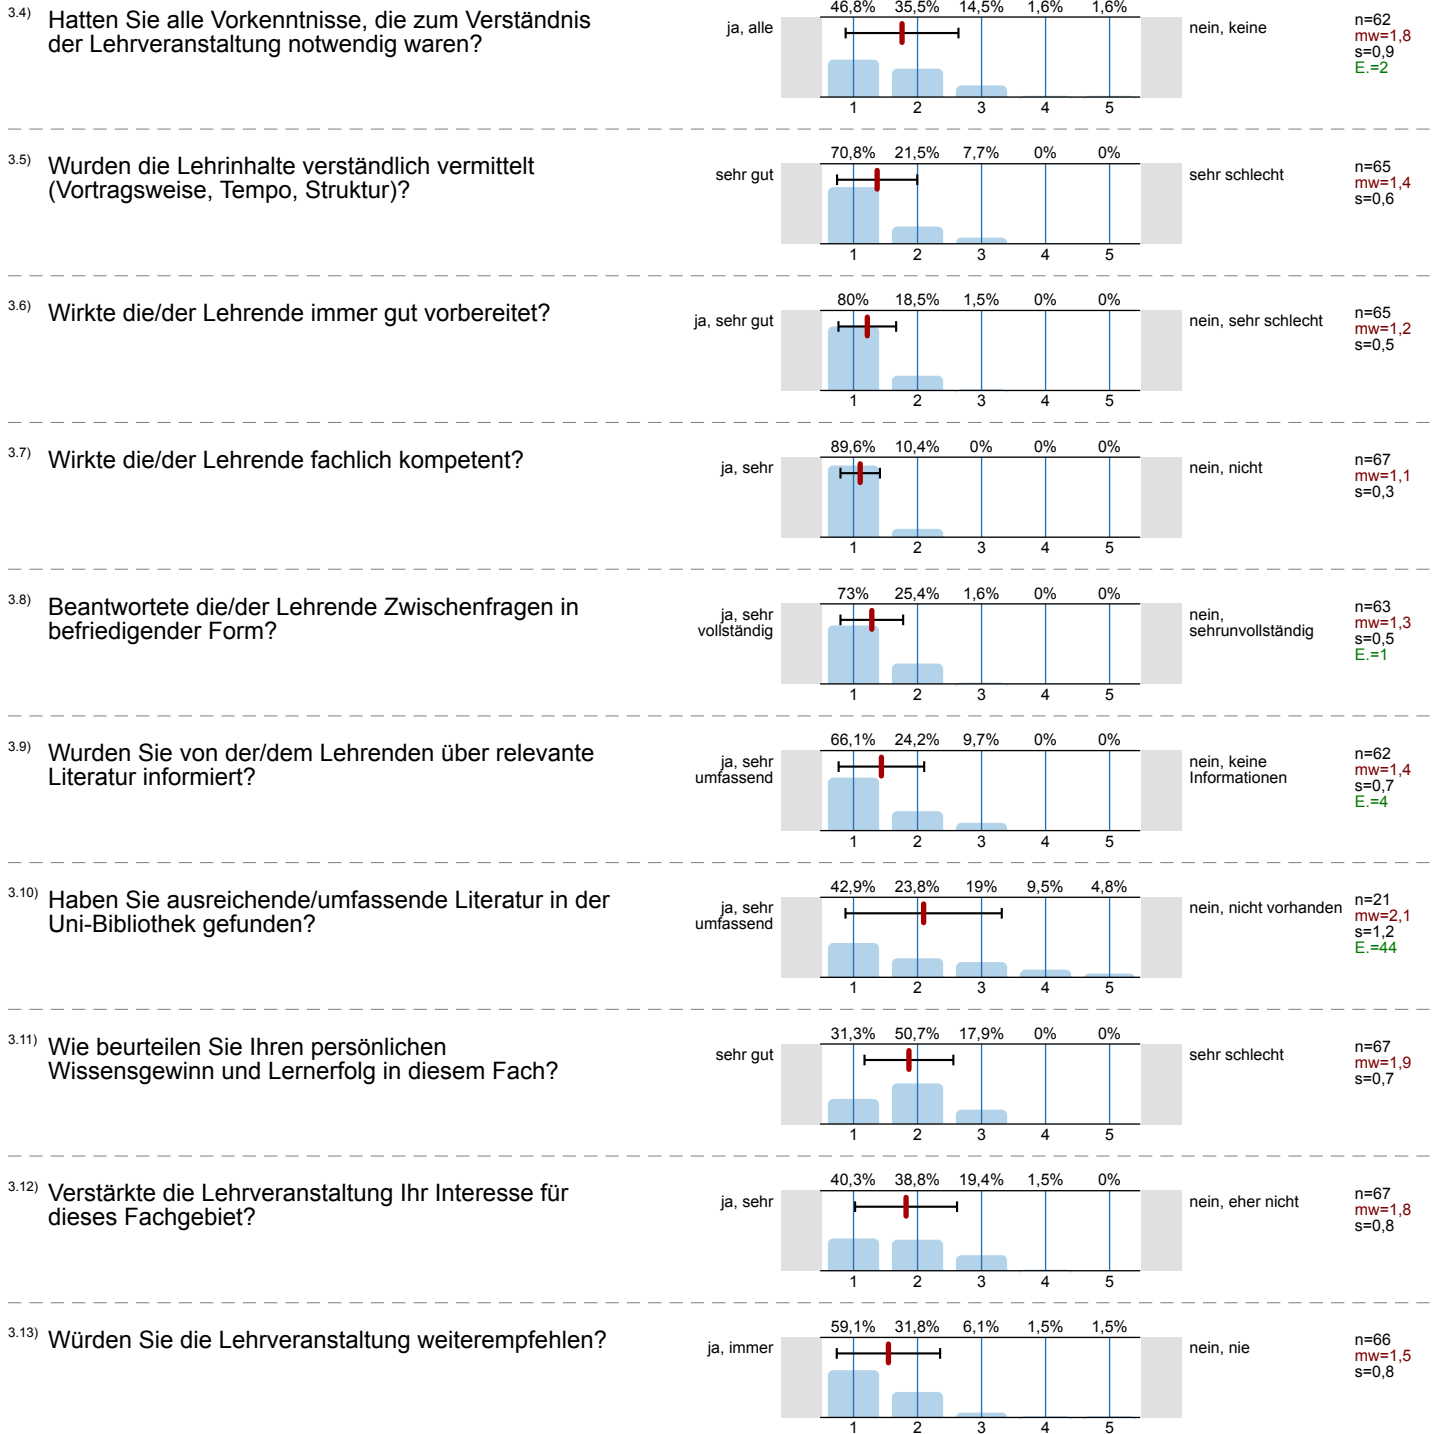 3.4) Hatten Sie alle Vorkenntnisse, die zum Verständnis
der Lehrveranstaltung notwendig waren?
46,8% 35,5% 14,5% 1,6% 1,6%
ja, alle
nein, keine
n=62
mw=1,8
s=0,9
E.=2
1 2 3 4 5
3.5) Wurden die Lehrinhalte verständlich vermittelt
(Vortragsweise, Tempo, Struktur)?
70,8% 21,5% 7,7% 0% 0%
sehr gut
sehr schlecht
n=65
mw=1,4
s=0,6
1 2 3 4 5
3.6) Wirkte die/der Lehrende immer gut vorbereitet?
80% 18,5% 1,5% 0% 0%
ja, sehr gut
nein, sehr schlecht
n=65
mw=1,2
s=0,5
1 2 3 4 5
3.7) Wirkte die/der Lehrende fachlich kompetent?
89,6% 10,4% 0% 0% 0%
ja, sehr
nein, nicht
n=67
mw=1,1
s=0,3
1 2 3 4 5
3.8) Beantwortete die/der Lehrende Zwischenfragen in
befriedigender Form?
73% 25,4% 1,6% 0% 0%
ja, sehr
vollständig
nein,
sehrunvollständig
n=63
mw=1,3
s=0,5
E.=1
1 2 3 4 5
3.9) Wurden Sie von der/dem Lehrenden über relevante
Literatur informiert?
66,1% 24,2% 9,7% 0% 0%
ja, sehr
umfassend
nein, keine
Informationen
n=62
mw=1,4
s=0,7
E.=4
1 2 3 4 5
3.10) Haben Sie ausreichende/umfassende Literatur in der
Uni-Bibliothek gefunden?
42,9% 23,8% 19% 9,5% 4,8%
ja, sehr
umfassend
nein, nicht vorhanden
n=21
mw=2,1
s=1,2
E.=44
1 2 3 4 5
3.11) Wie beurteilen Sie Ihren persönlichen
Wissensgewinn und Lernerfolg in diesem Fach?
31,3% 50,7% 17,9% 0% 0%
sehr gut
sehr schlecht
n=67
mw=1,9
s=0,7
1 2 3 4 5
3.12) Verstärkte die Lehrveranstaltung Ihr Interesse für
dieses Fachgebiet?
40,3% 38,8% 19,4% 1,5% 0%
ja, sehr
nein, eher nicht
n=67
mw=1,8
s=0,8
1 2 3 4 5
3.13) Würden Sie die Lehrveranstaltung weiterempfehlen?
59,1% 31,8% 6,1% 1,5% 1,5%
ja, immer
nein, nie
n=66
mw=1,5
s=0,8
1 2 3 4 5